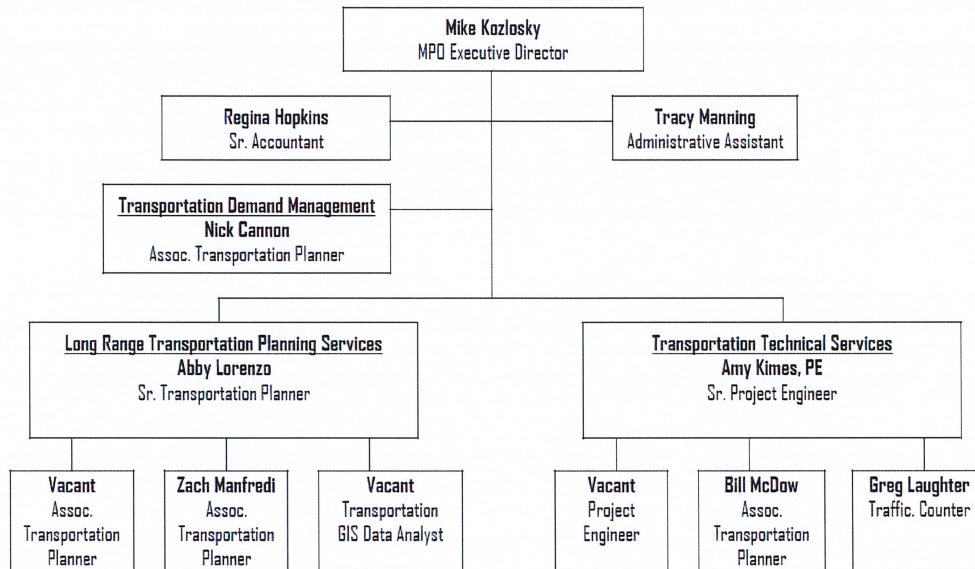 Mike Kozlosky
MPO Executive Director
Regina Hopkins
Sr. Accountant
Tracy Manning
Administrative Assistant
Transportation Demand Management
Nick Cannon
Assoc. Transportation Planner
Long Range Transportation Planning Services
Abby Lorenzo
Sr. Transportation Planner
Transportation Technical Services
Amy Kimes, PE
Sr. Project Engineer
Vacant
Assoc.
Transportation
Planner
Zach Manfredi
Assoc.
Transportation
Planner
Vacant
Transportation
GIS Data Analyst
Vacant
Project
Engineer
Bill McDow
Assoc.
Transportation
Planner
Greg Laughter
Traffic. Counter